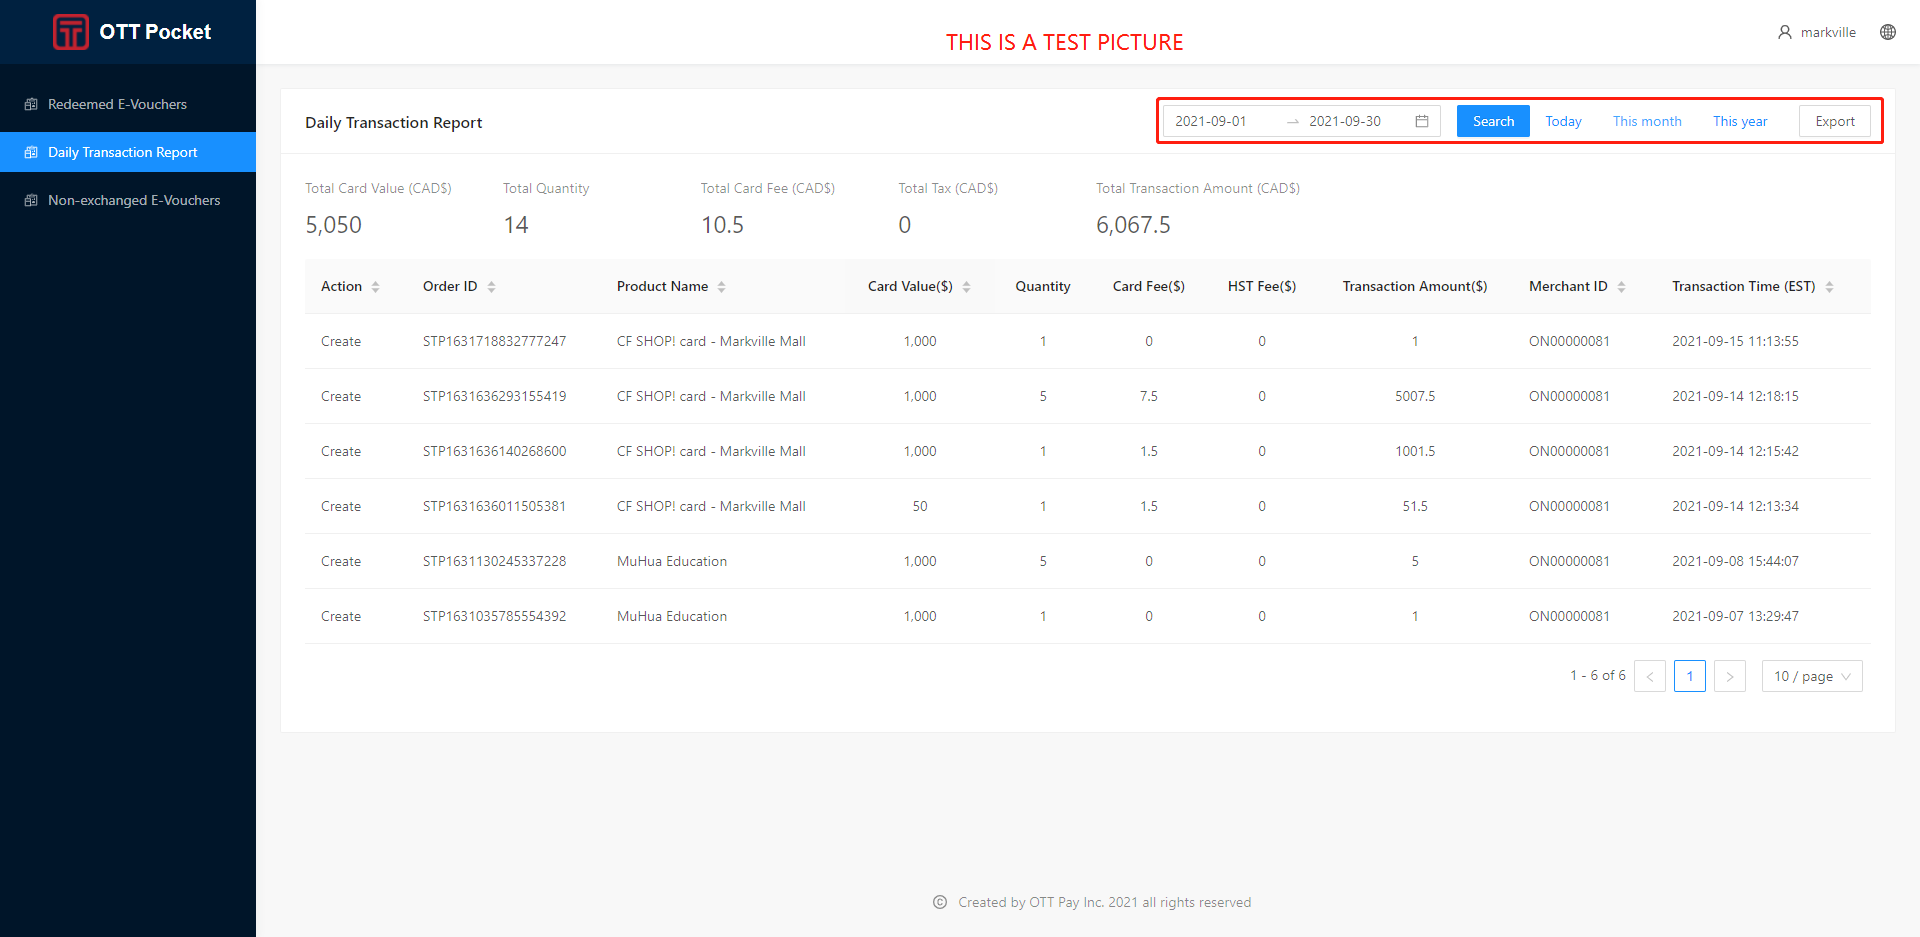 OTT Pocket
THIS IS A TEST PICTURE
markville
Redeemed E-Vouchers
Daily Transaction Report
Non-exchanged E-Vouchers
Daily Transaction Report
2021-09-01 → 2021-09-30 Search Today This month This year Export
Total Card Value (CAD$) Total Quantity Total Card Fee (CAD$) Total Tax (CAD$) Total Transaction Amount (CAD$)
5,050 14 10.5 0 6,067.5
Action Order ID Product Name Card Value($) Quantity Card Fee($) HST Fee($) Transaction Amount($) Merchant ID Transaction Time (EST)
Create STP1631718832777247 CF SHOP! card - Markville Mall 1,000 1 0 0 1 ON00000081 2021-09-15 11:13:55
Create STP1631636293155419 CF SHOP! card - Markville Mall 1,000 5 7.5 0 5007.5 ON00000081 2021-09-14 12:18:15
Create STP1631636140268600 CF SHOP! card - Markville Mall 1,000 1 1.5 0 1001.5 ON00000081 2021-09-14 12:15:42
Create STP1631636011505381 CF SHOP! card - Markville Mall 50 1 1.5 0 51.5 ON00000081 2021-09-14 12:13:34
Create STP1631130245337228 MuHua Education 1,000 5 0 0 5 ON00000081 2021-09-08 15:44:07
Create STP1631035785554392 MuHua Education 1,000 1 0 0 1 ON00000081 2021-09-07 13:29:47
1 - 6 of 6 < 1 > 10 / page
© Created by OTT Pay Inc. 2021 all rights reserved